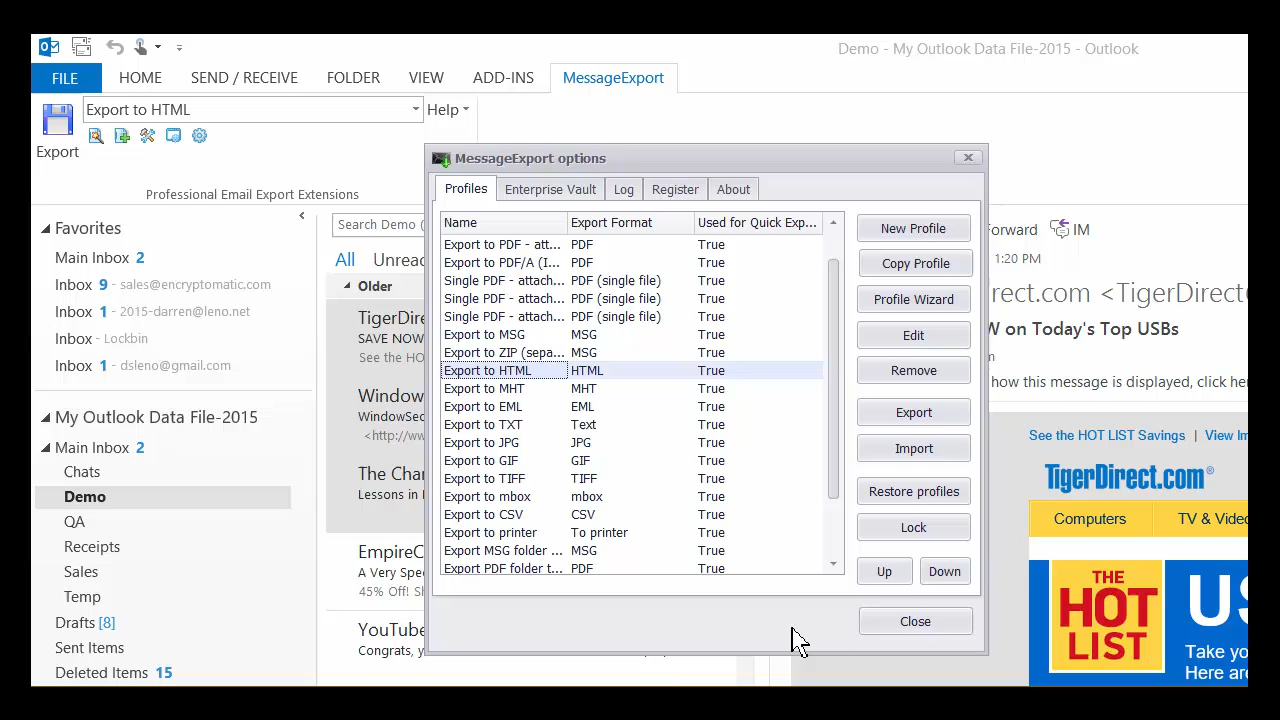 Demo - My Outlook Data File-2015 - Outlook
FILE HOME SEND / RECEIVE FOLDER VIEW ADD-INS MessageExport
Export to HTML
Help
Export
Professional Email Export Extensions
Favorites
Main Inbox 2
Inbox 9 - sales@encryptomatic.com
Inbox 1 - 2015-darren@leno.net
Inbox - Lockbin
Inbox 1 - dsleno@gmail.com
My Outlook Data File-2015
Main Inbox 2
Chats
Demo
QA
Receipts
Sales
Temp
Drafts [8]
Sent Items
Deleted Items 15
Search Demo (
All Unread
Older
TigerDire
SAVE NOW
See the HO
Window
WindowSec
<http://ww
The Char
Lessons in
EmpireC
A Very Spe
45% Off! S
YouTube
Congrats, y
MessageExport options
Profiles Enterprise Vault Log Register About
Name Export Format Used for Quick Exp...
Export to PDF - att... PDF True
Export to PDF/A (I... PDF True
Single PDF - attach... PDF (single file) True
Single PDF - attach... PDF (single file) True
Single PDF - attach... PDF (single file) True
Export to MSG MSG True
Export to ZIP (sepa... MSG True
Export to HTML HTML True
Export to MHT MHT True
Export to EML EML True
Export to TXT Text True
Export to JPG JPG True
Export to GIF GIF True
Export to TIFF TIFF True
Export to mbox mbox True
Export to CSV CSV True
Export to printer To printer True
Export MSG folder ... MSG True
Export PDF folder t... PDF True
New Profile
Copy Profile
Profile Wizard
Edit
Remove
Export
Import
Restore profiles
Lock
Up Down
Close
Forward IM
1:20 PM
Direct.com <TigerDirect
W on Today's Top USBs
m
how this message is displayed, click here
See the HOT LIST Savings | View Im
TigerDirect.com®
Computers TV & Video
THE
HOT
LIST
US
Take yo
Here are